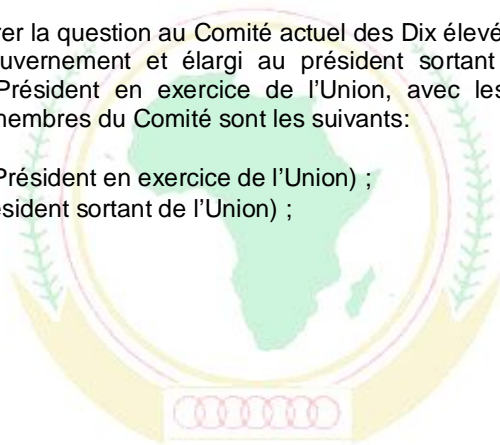 rer la question au Comité actuel des Dix élevé
uvernement et élargi au président sortant
Président en exercice de l'Union, avec les
membres du Comité sont les suivants:
Président en exercice de l'Union) ;
sident sortant de l'Union) ;